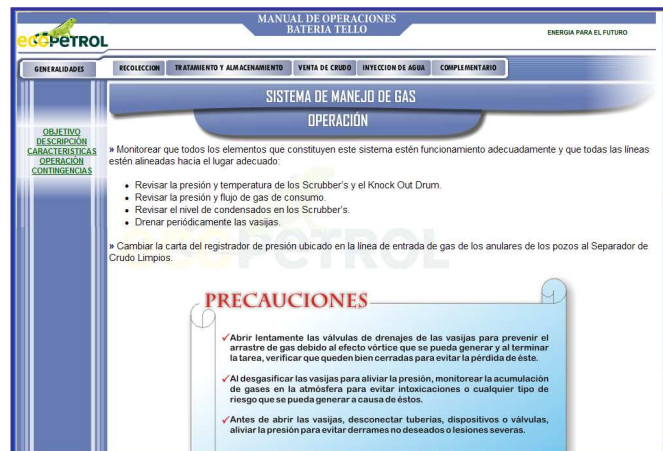 MANUAL DE OPERACIONES
BATERIA TELLO
ecoPETROL
ENERGIA PARA EL FUTURO
GENERALIDADES
RECOLECCION TRATAMIENTO Y ALMACENAMIENTO VENTA DE CRUDO INYECCION DE AGUA COMPLEMENTARIO
SISTEMA DE MANEJO DE GAS
OPERACIÓN
OBJETIVO
DESCRIPCIÓN
CARACTERISTICAS
OPERACIÓN
CONTINGENCIAS
» Monitorear que todos los elementos que constituyen este sistema estén funcionamiento adecuadamente y que todas las líneas
estén alineadas hacia el lugar adecuado:
• Revisar la presión y temperatura de los Scrubber's y el Knock Out Drum.
• Revisar la presión y flujo de gas de consumo.
• Revisar el nivel de condensados en los Scrubber's.
• Drenar periódicamente las vasijas.
» Cambiar la carta del registrador de presión ubicado en la línea de entrada de gas de los anulares de los pozos al Separador de
Crudo Limpios.
ecoPETROL
PRECAUCIONES
✓Abrir lentamente las válvulas de drenajes de las vasijas para prevenir el
arrastre de gas debido al efecto vórtice que se pueda generar y al terminar
la tarea, verificar que queden bien cerradas para evitar la pérdida de èste.
✓Al desgasificar las vasijas para aliviar la presión, monitorear la acumulación
de gases en la atmósfera para evitar intoxicaciones o cualquier tipo de
riesgo que se pueda generar a causa de éstos.
✓Antes de abrir las vasijas, desconectar tuberías, dispositivos o válvulas,
aliviar la presión para evitar derrames no deseados o lesiones severas.